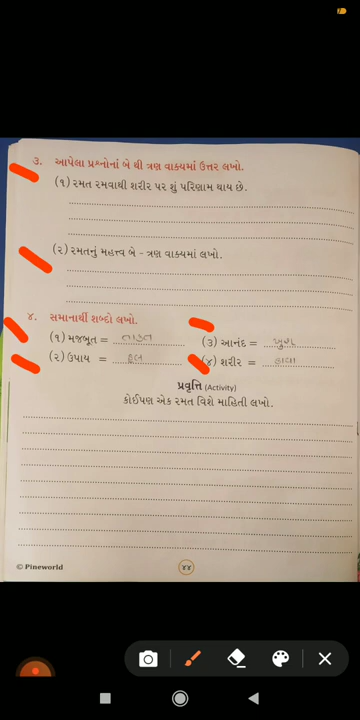 ૩. આપેલા પ્રશ્નોનાં બે થી ત્રણ વાક્યમાં ઉત્તર લખો.
(૧) રમત રમવાથી શરીર પર શું પરિણામ થાય છે.
(૨) રમતનું મહત્ત્વ બે - ત્રણ વાક્યમાં લખો.
૪. સમાનાર્થી શબ્દો લખો.
(૧) મજબૂત = તાકત (૩) આનંદ = ખુશ
(૨) ઉપાય = હલ (૪) શરીર = કાયા
પ્રવૃત્તિ (Activity)
કોઈપણ એક રમત વિશે માહિતી લખો.
© Pineworld ૪૪